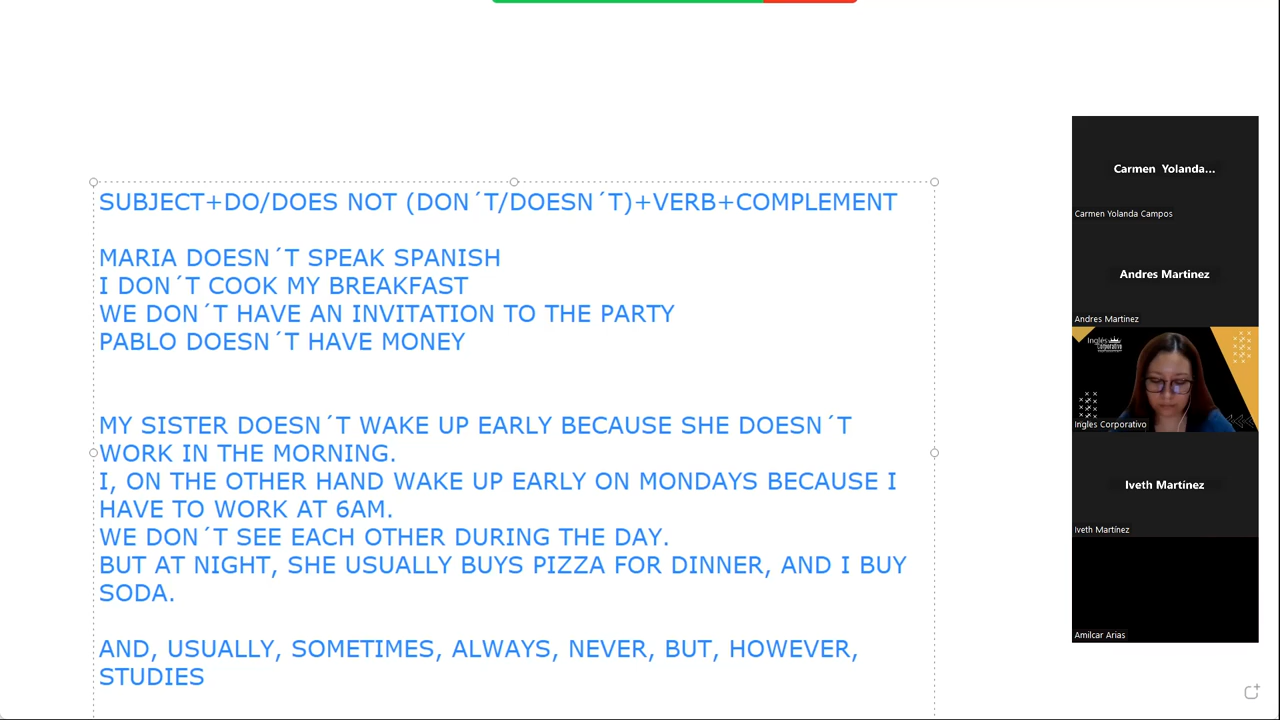 SUBJECT+DO/DOES NOT (DON´T/DOESN´T)+VERB+COMPLEMENT
MARIA DOESN´T SPEAK SPANISH
I DON´T COOK MY BREAKFAST
WE DON´T HAVE AN INVITATION TO THE PARTY
PABLO DOESN´T HAVE MONEY
MY SISTER DOESN´T WAKE UP EARLY BECAUSE SHE DOESN´T
WORK IN THE MORNING.
I, ON THE OTHER HAND WAKE UP EARLY ON MONDAYS BECAUSE I
HAVE TO WORK AT 6AM.
WE DON´T SEE EACH OTHER DURING THE DAY.
BUT AT NIGHT, SHE USUALLY BUYS PIZZA FOR DINNER, AND I BUY
SODA.
AND, USUALLY, SOMETIMES, ALWAYS, NEVER, BUT, HOWEVER,
STUDIES
Carmen Yolanda...
Carmen Yolanda Campos
Andres Martinez
Andres Martinez
Inglés
Corporativo
Ingles Corporativo
Iveth Martínez
Iveth Martínez
Amilcar Arias